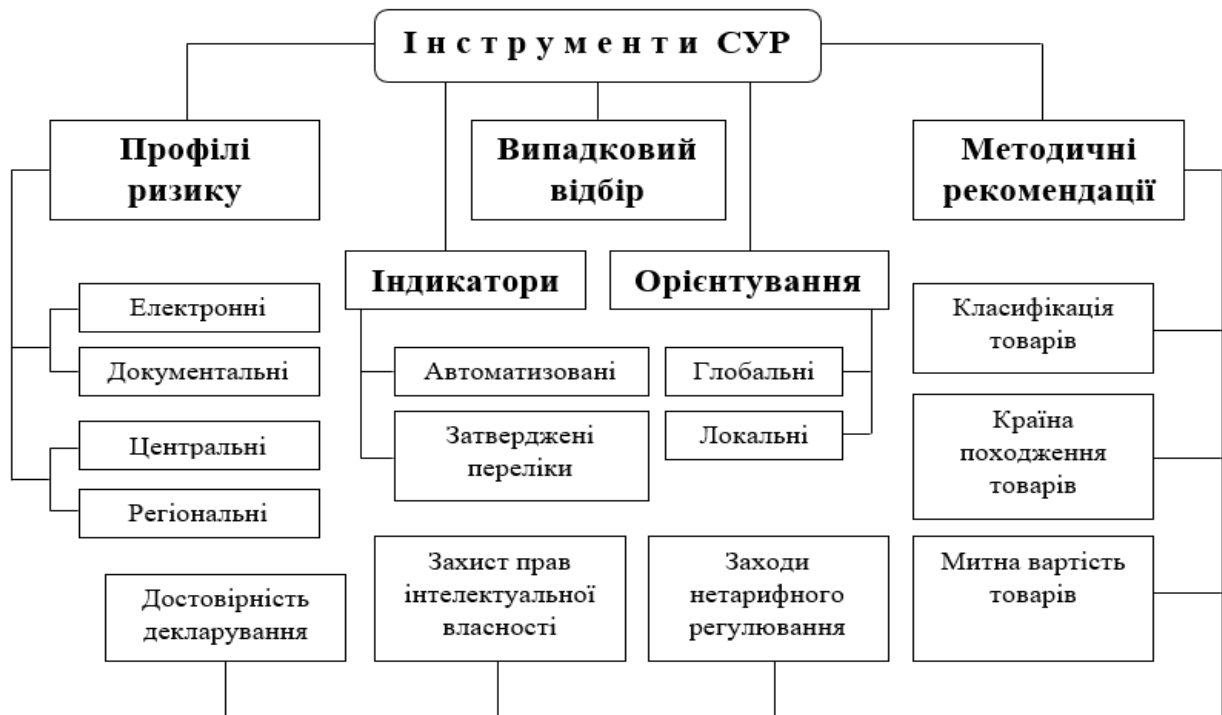 Інструменти СУР
Профілі
ризику
Випадковий
відбір
Методичні
рекомендації
Індикатори
Орієнтування
Електронні
Документальні
Центральні
Регіональні
Автоматизовані
Затверджені
переліки
Глобальні
Локальні
Класифікація
товарів
Країна
походження
товарів
Митна вартість
товарів
Достовірність
декларування
Захист прав
інтелектуальної
власності
Заходи
нетарифного
регулювання